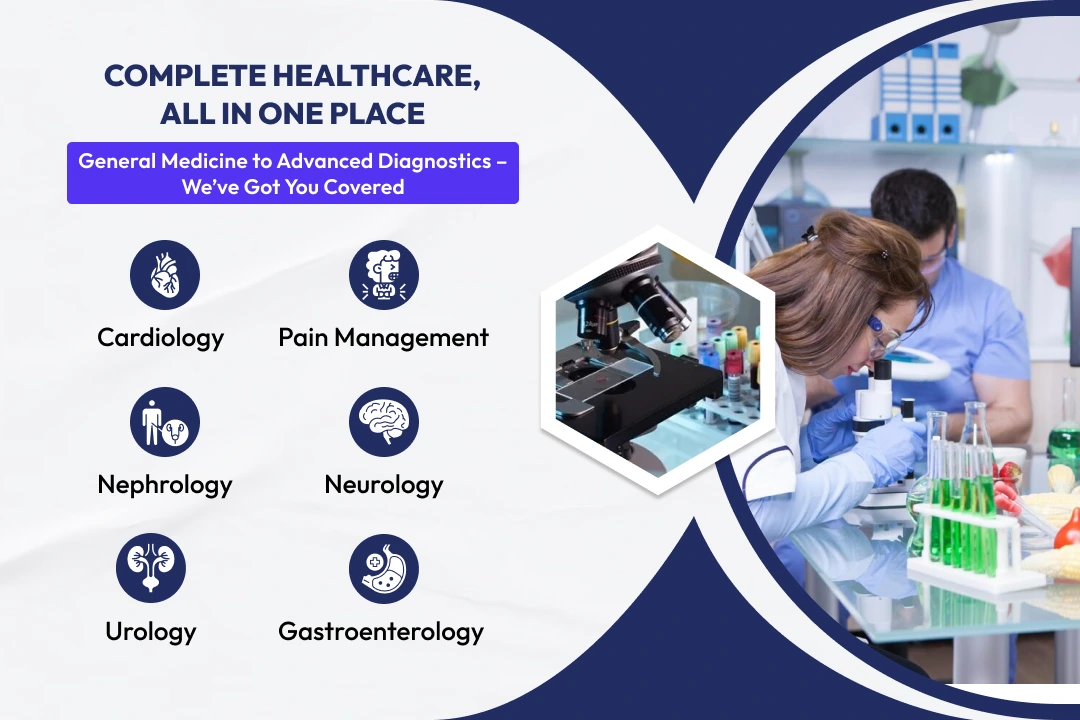 COMPLETE HEALTHCARE,
ALL IN ONE PLACE
General Medicine to Advanced Diagnostics –
We’ve Got You Covered
Cardiology
Pain Management
Nephrology
Neurology
Urology
Gastroenterology